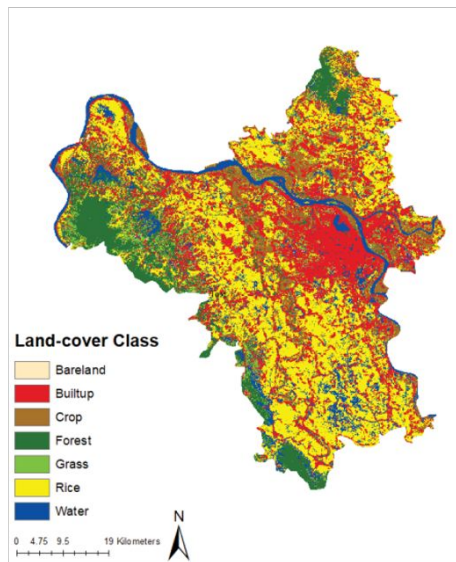 Land-cover Class
Bareland
Builtup
Crop
Forest
Grass
Rice
Water
N
0 4.75 9.5 19 Kilometers